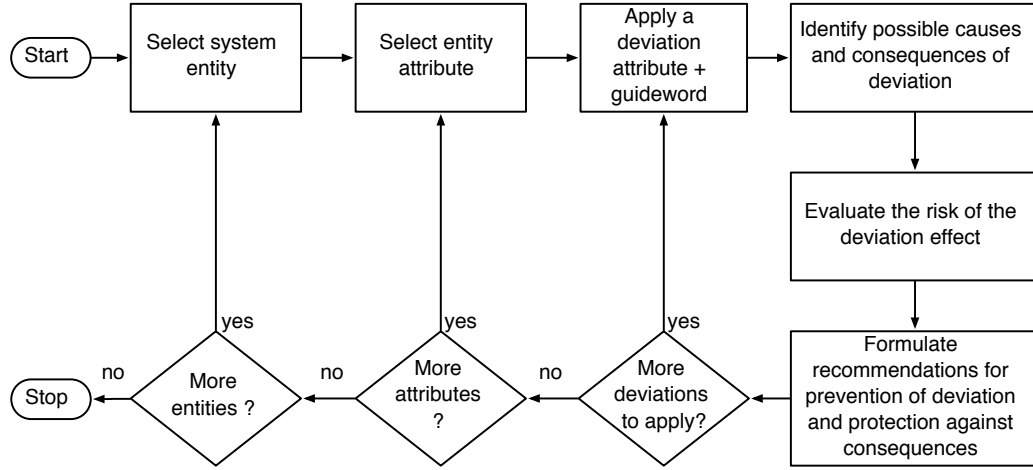 Start
Select system
entity
Select entity
attribute
Apply a
deviation
attribute +
guideword
Identify possible causes
and consequences of
deviation
Evaluate the risk of the
deviation effect
Formulate
recommendations for
prevention of deviation
and protection against
consequences
yes
More
deviations
to apply?
no
yes
More
attributes
?
no
yes
More
entities ?
no
Stop